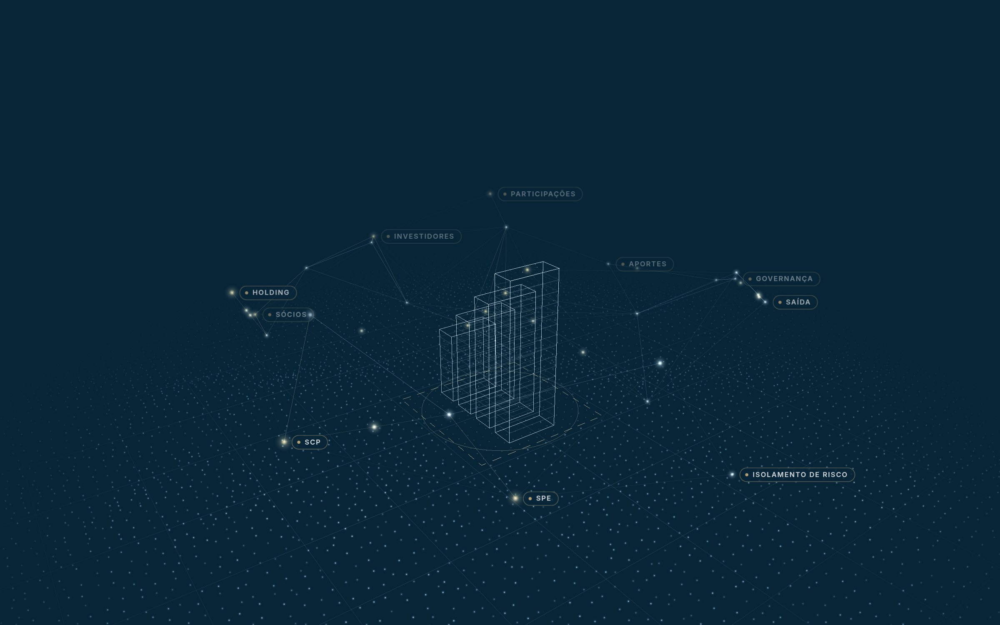 PARTICIPAÇÕES
INVESTIDORES
APORTES
GOVERNANÇA
HOLDING
SAÍDA
SÓCIOS
SCP
ISOLAMENTO DE RISCO
SPE